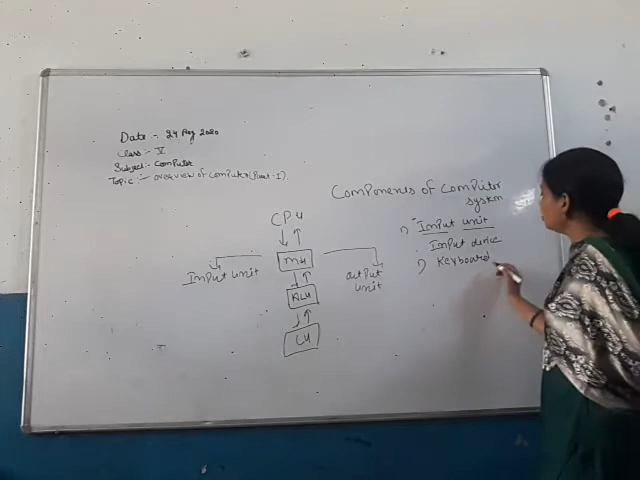 Date :- 24 Aug 2020
Class :- V
Subject :- Computer
Topic :- Overview of Computer (Part-I)
Components of Computer
System
CPU
MU
Input unit
output
unit
ALU
CU
1) Input unit
Input device
1) Keyboard